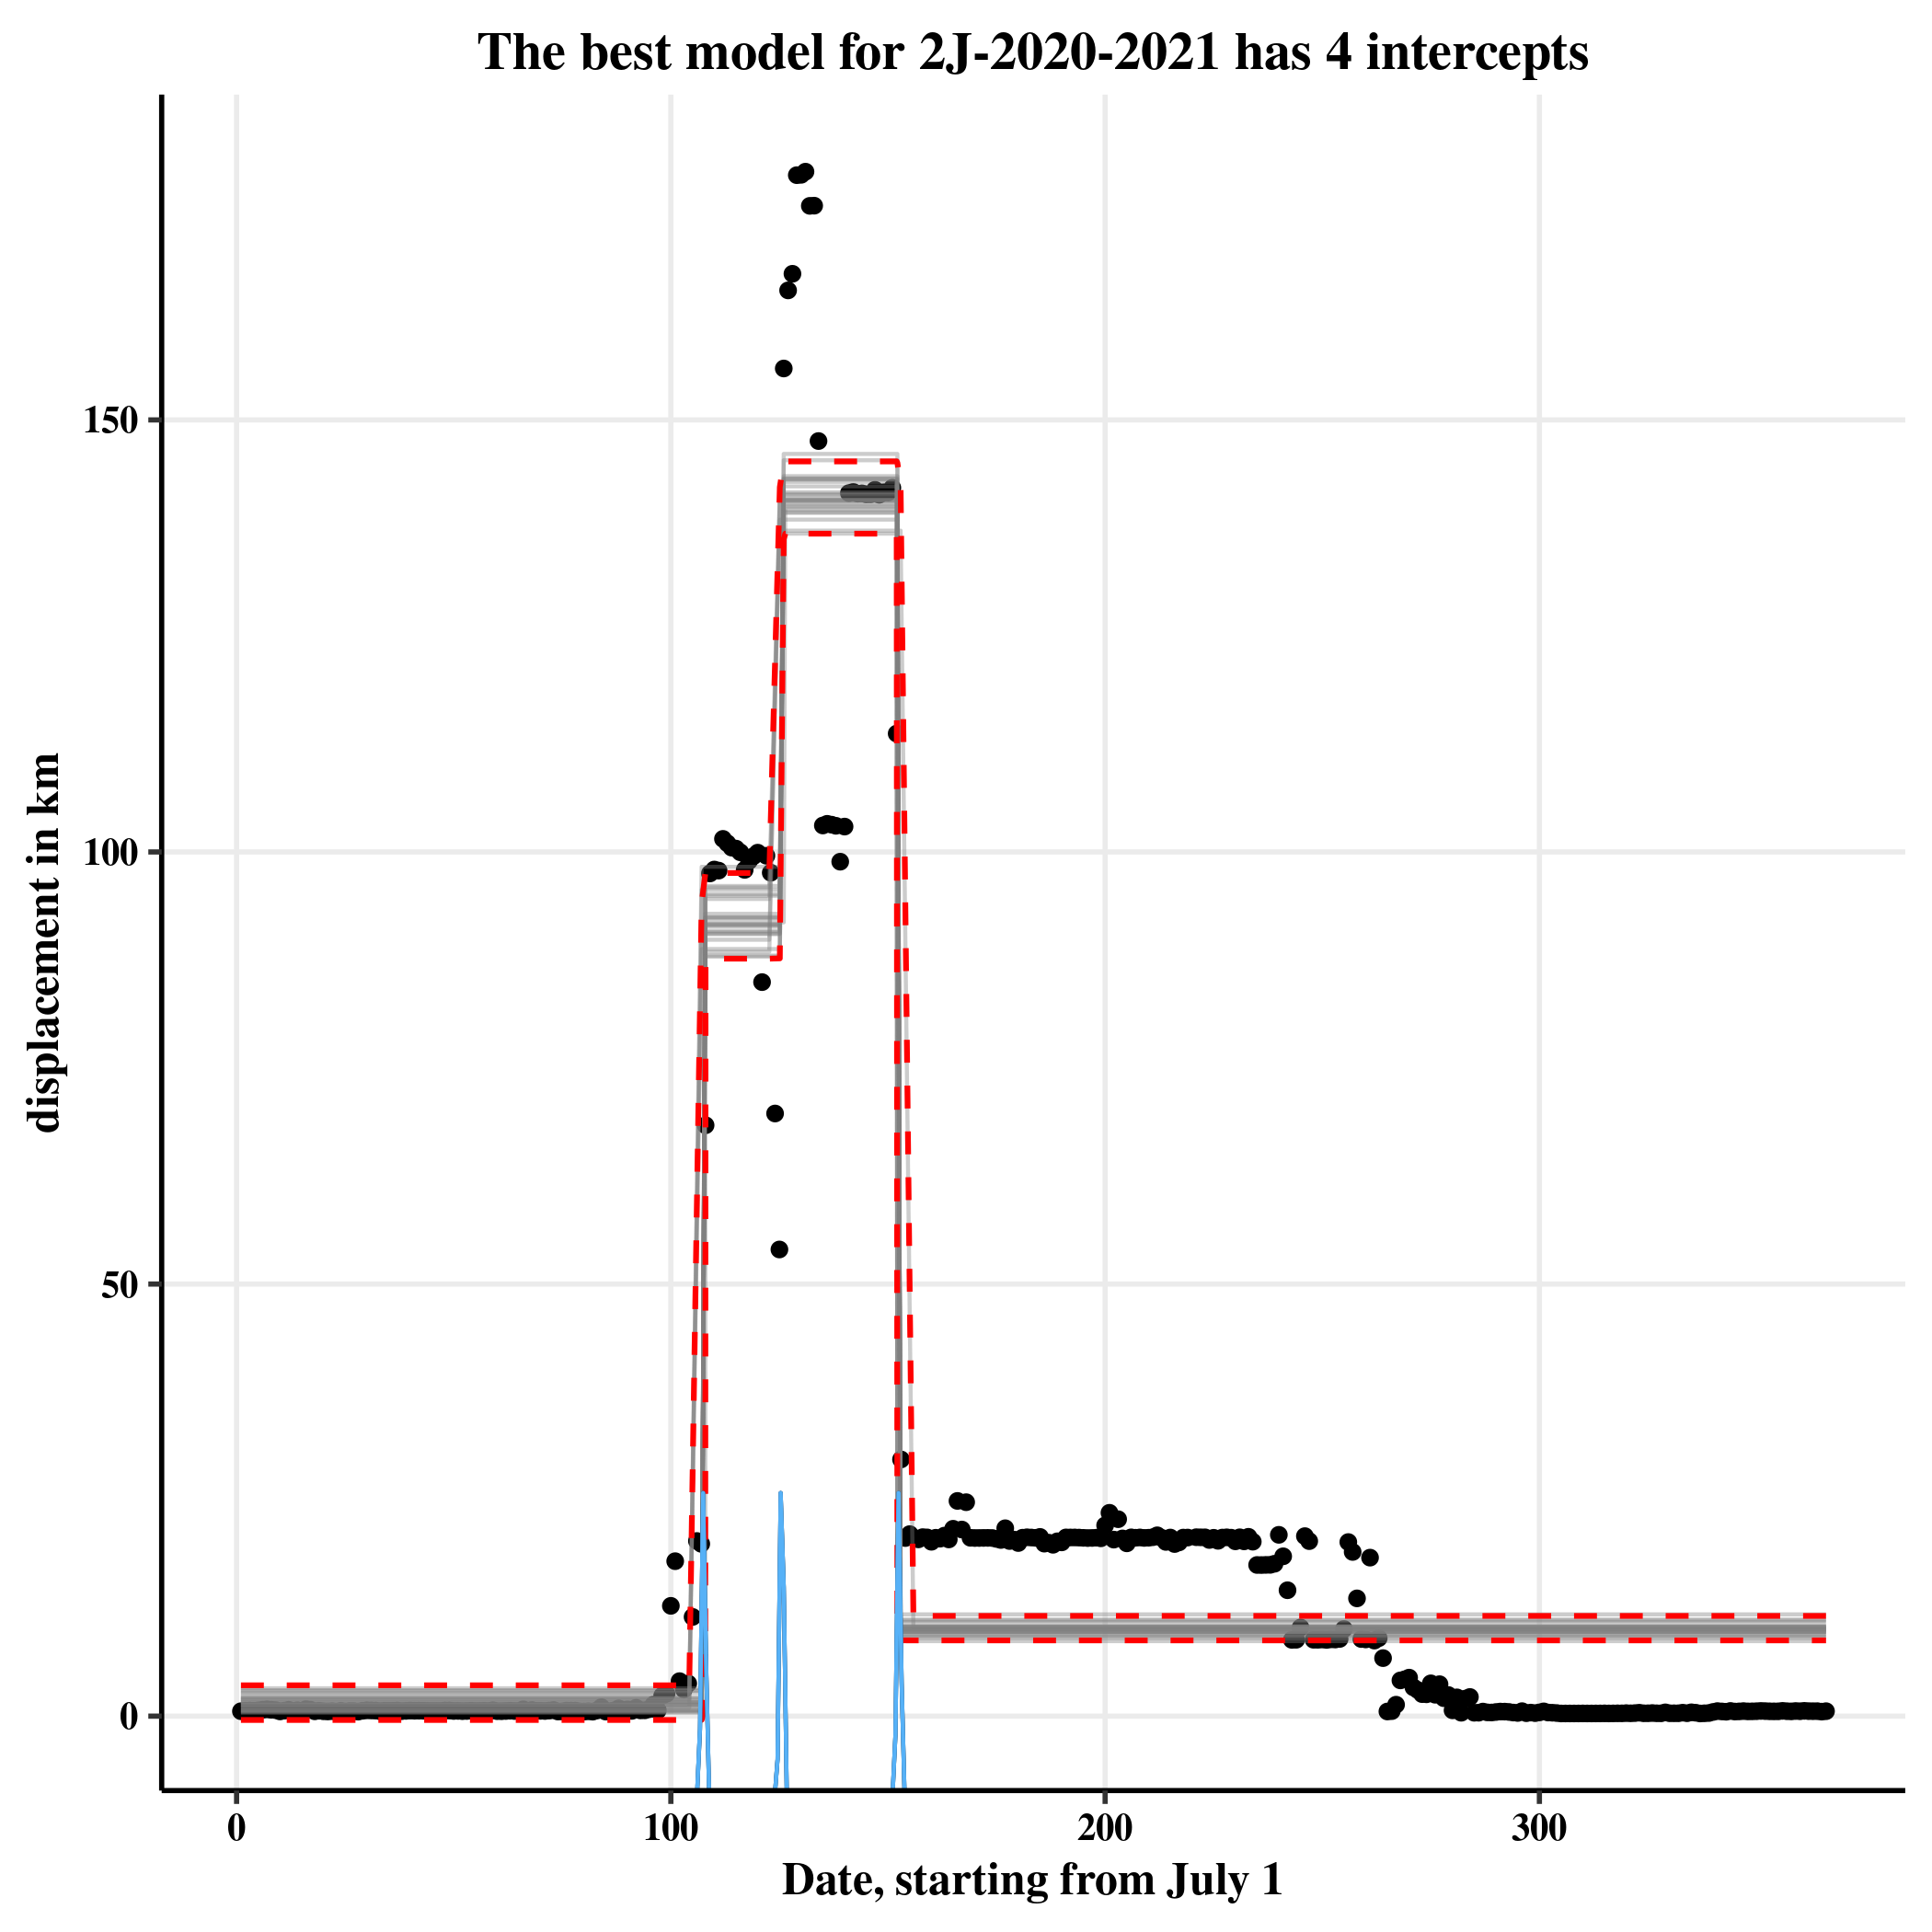 The best model for 2J-2020-2021 has 4 intercepts
displacement in km
150
100
50
0
0 100 200 300
Date, starting from July 1